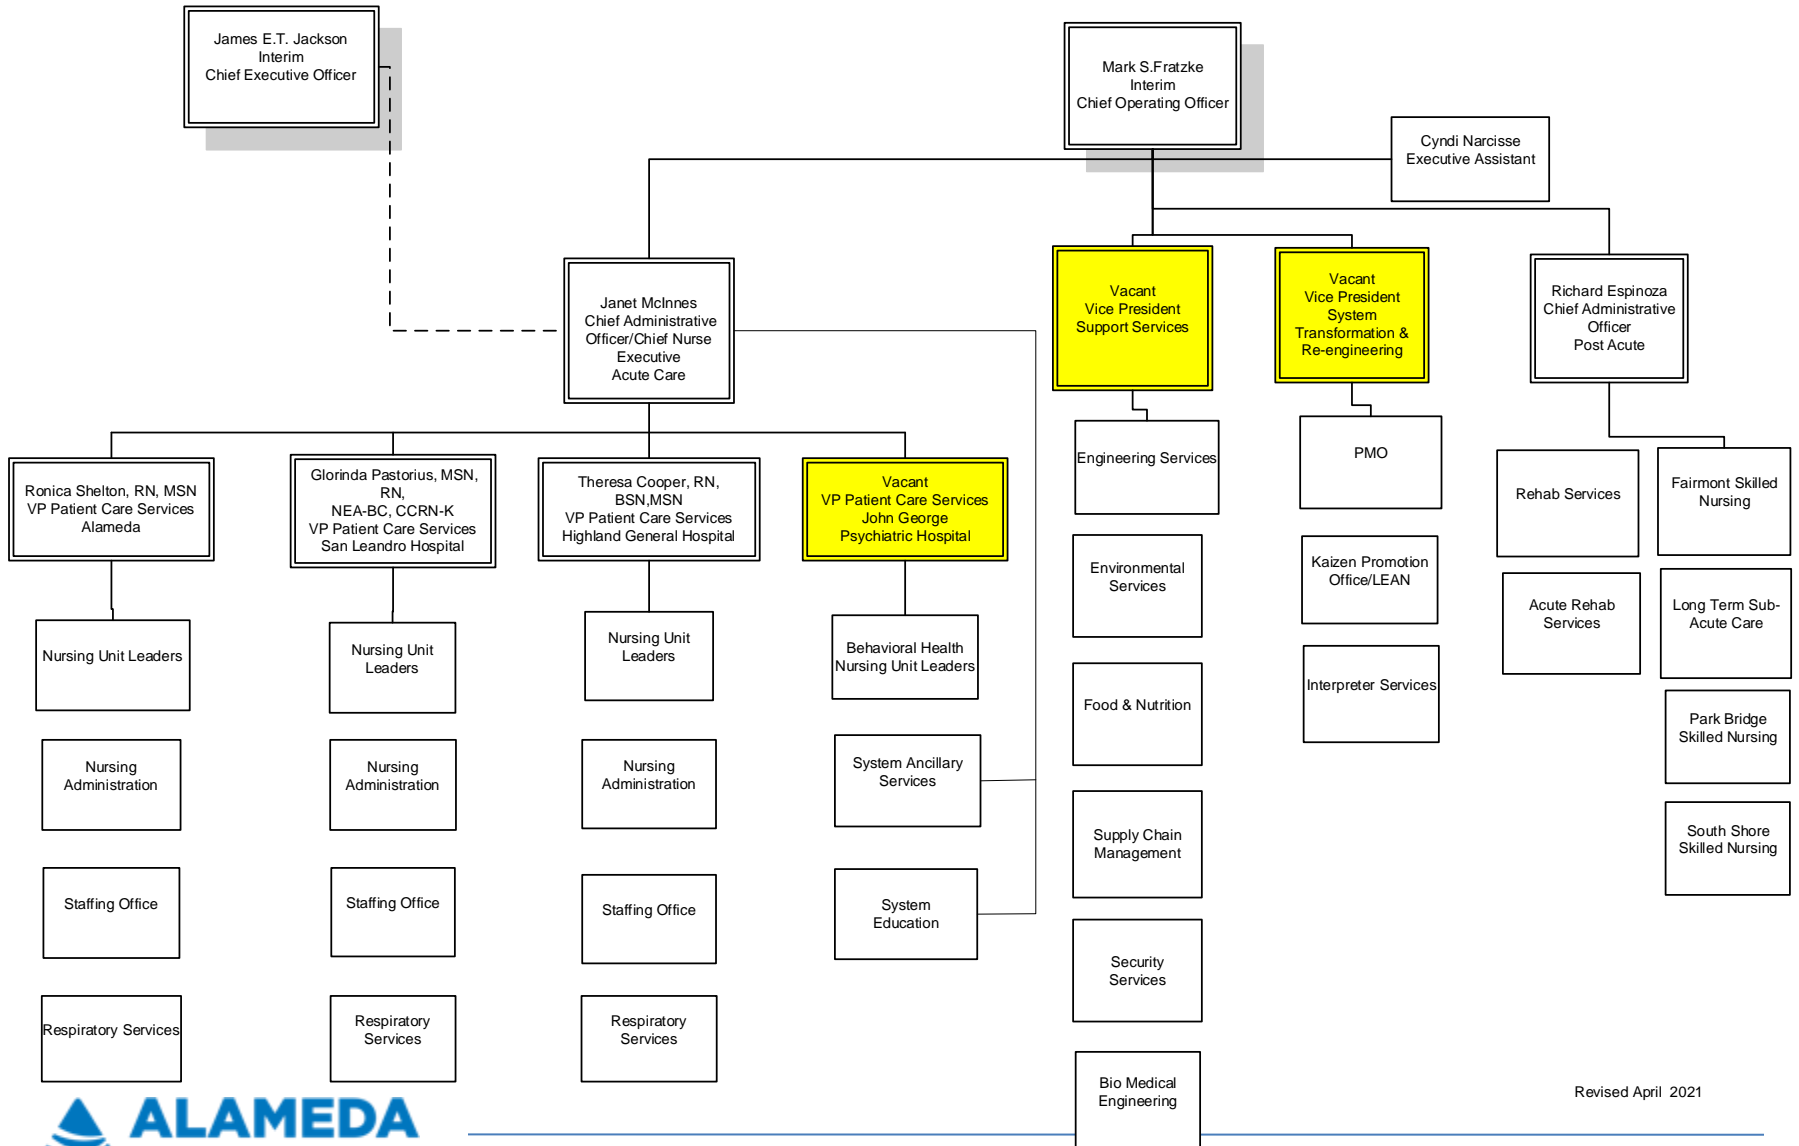 James E.T. Jackson
Interim
Chief Executive Officer
Mark S.Fratzke
Interim
Chief Operating Officer
Cyndi Narcisse
Executive Assistant
Janet McInnes
Chief Administrative
Officer/Chief Nurse
Executive
Acute Care
Vacant
Vice President
Support Services
Vacant
Vice President
System
Transformation &
Re-engineering
Richard Espinoza
Chief Administrative
Officer
Post Acute
Ronica Shelton, RN, MSN
VP Patient Care Services
Alameda
Glorinda Pastorius, MSN,
RN,
NEA-BC, CCRN-K
VP Patient Care Services
San Leandro Hospital
Theresa Cooper, RN,
BSN,MSN
VP Patient Care Services
Highland General Hospital
Vacant
VP Patient Care Services
John George
Psychiatric Hospital
Nursing Unit Leaders
Nursing
Administration
Staffing Office
Respiratory Services
Nursing Unit
Leaders
Nursing
Administration
Staffing Office
Respiratory
Services
Nursing Unit
Leaders
Nursing
Administration
Staffing Office
Respiratory
Services
Behavioral Health
Nursing Unit Leaders
System Ancillary
Services
System
Education
Engineering Services
Environmental
Services
Food & Nutrition
Supply Chain
Management
Security
Services
Bio Medical
Engineering
PMO
Kaizen Promotion
Office/LEAN
Interpreter Services
Rehab Services
Acute Rehab
Services
Fairmont Skilled
Nursing
Long Term Sub-
Acute Care
Park Bridge
Skilled Nursing
South Shore
Skilled Nursing
Revised April 2021
ALAMEDA